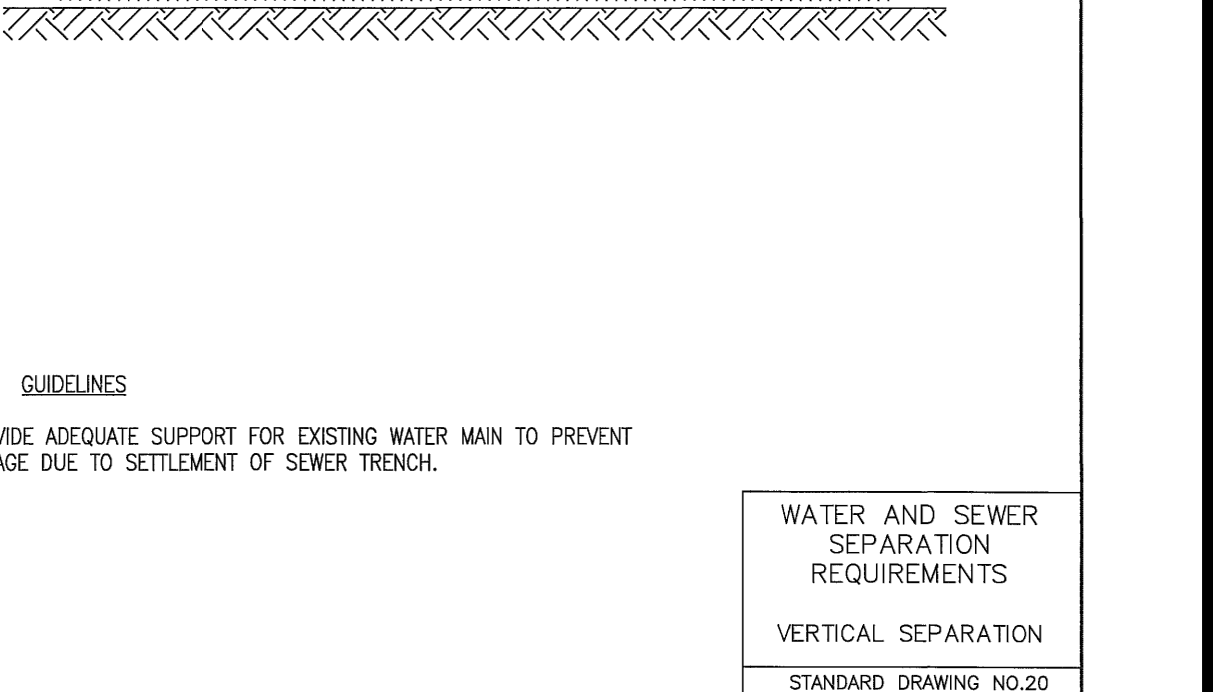 GUIDELINES
VIDE ADEQUATE SUPPORT FOR EXISTING WATER MAIN TO PREVENT
AGE DUE TO SETTLEMENT OF SEWER TRENCH.
WATER AND SEWER
SEPARATION
REQUIREMENTS
VERTICAL SEPARATION
STANDARD DRAWING NO.20